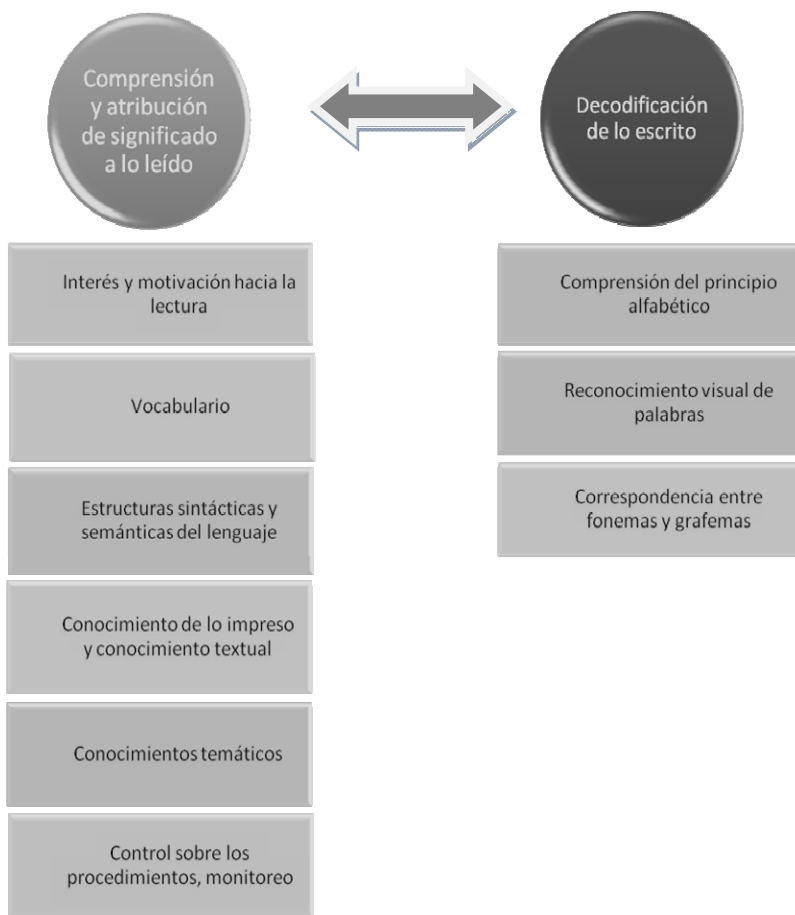 Comprensión
y atribución
de significado
a lo leído
Decodificación
de lo escrito
Interés y motivación hacia la
lectura
Vocabulario
Estructuras sintácticas y
semánticas del lenguaje
Conocimiento de lo impreso
y conocimiento textual
Conocimientos temáticos
Control sobre los
procedimientos, monitoreo
Comprensión del principio
alfabético
Reconocimiento visual de
palabras
Correspondencia entre
fonemas y grafemas